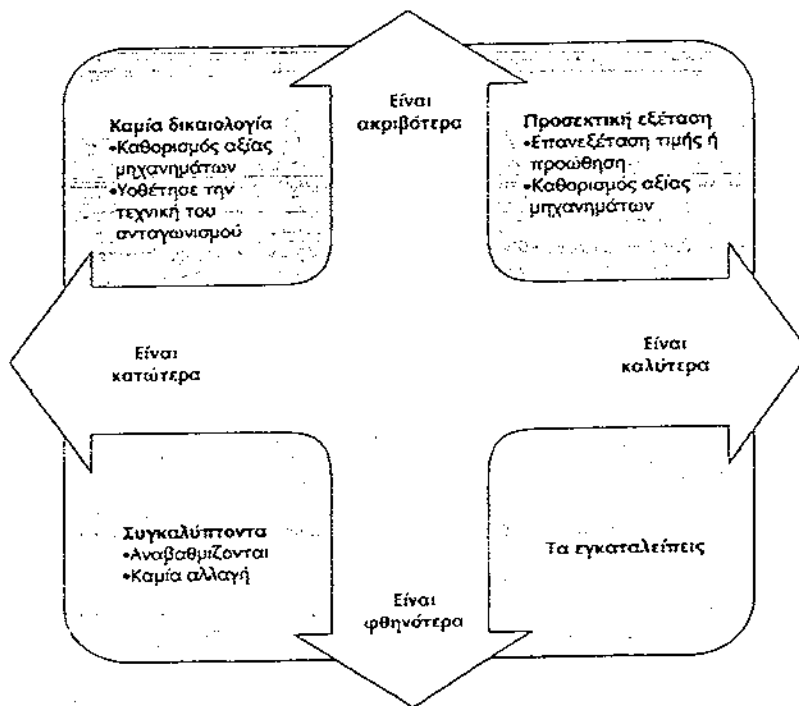 Είναι
ακριβότερα
Καμία δικαιολογία
•Καθορισμός αξίας
μηχανημάτων
•Υοθέτησε την
τεχνική του
ανταγωνισμού
Προσεκτική εξέταση
•Επανεξέταση τιμής ή
προώθηση
•Καθορισμός αξίας
μηχανημάτων
Είναι
κατώτερα
Είναι
καλύτερα
Συγκαλύπτοντα
•Αναβαθμίζονται
•Καμία αλλαγή
Τα εγκαταλείπεις
Είναι
φθηνότερα